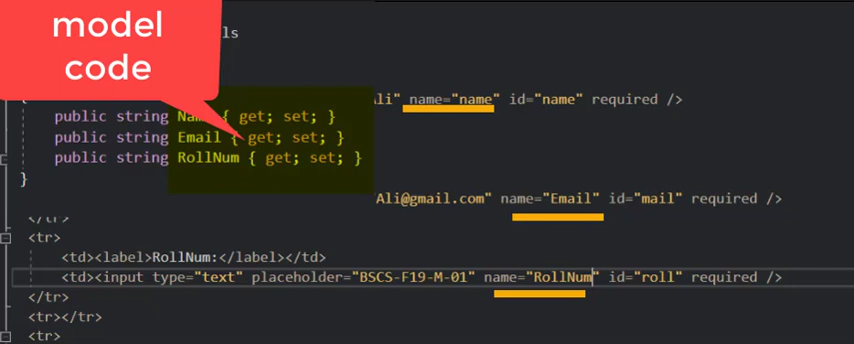 model
code
ls
li" name="name" id="name" required />
{
public string Name { get; set; }
public string Email { get; set; }
public string RollNum { get; set; }
}
Ali@gmail.com" name="Email" id="mail" required />
</tr>
<tr>
<td><label>RollNum:</label></td>
<td><input type="text" placeholder="BSCS-F19-M-01" name="RollNum" id="roll" required />
</tr>
<tr></tr>
<tr>